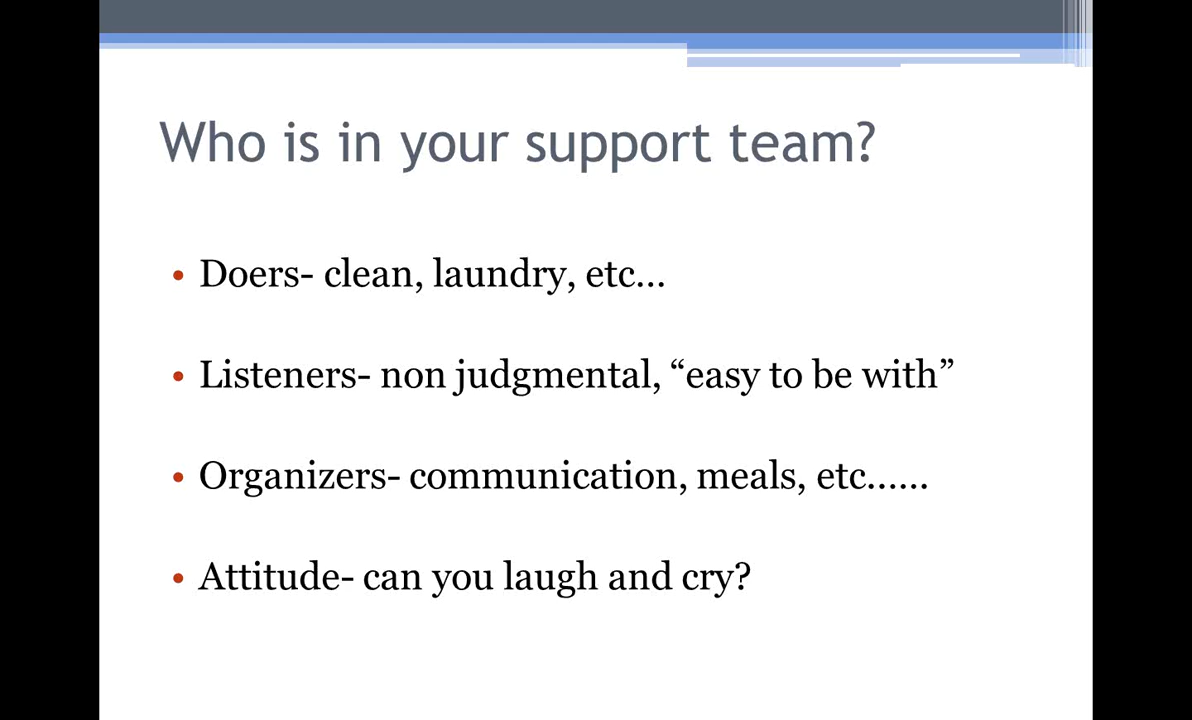 Who is in your support team?
• Doers- clean, laundry, etc...
• Listeners- non judgmental, “easy to be with”
• Organizers- communication, meals, etc......
• Attitude- can you laugh and cry?